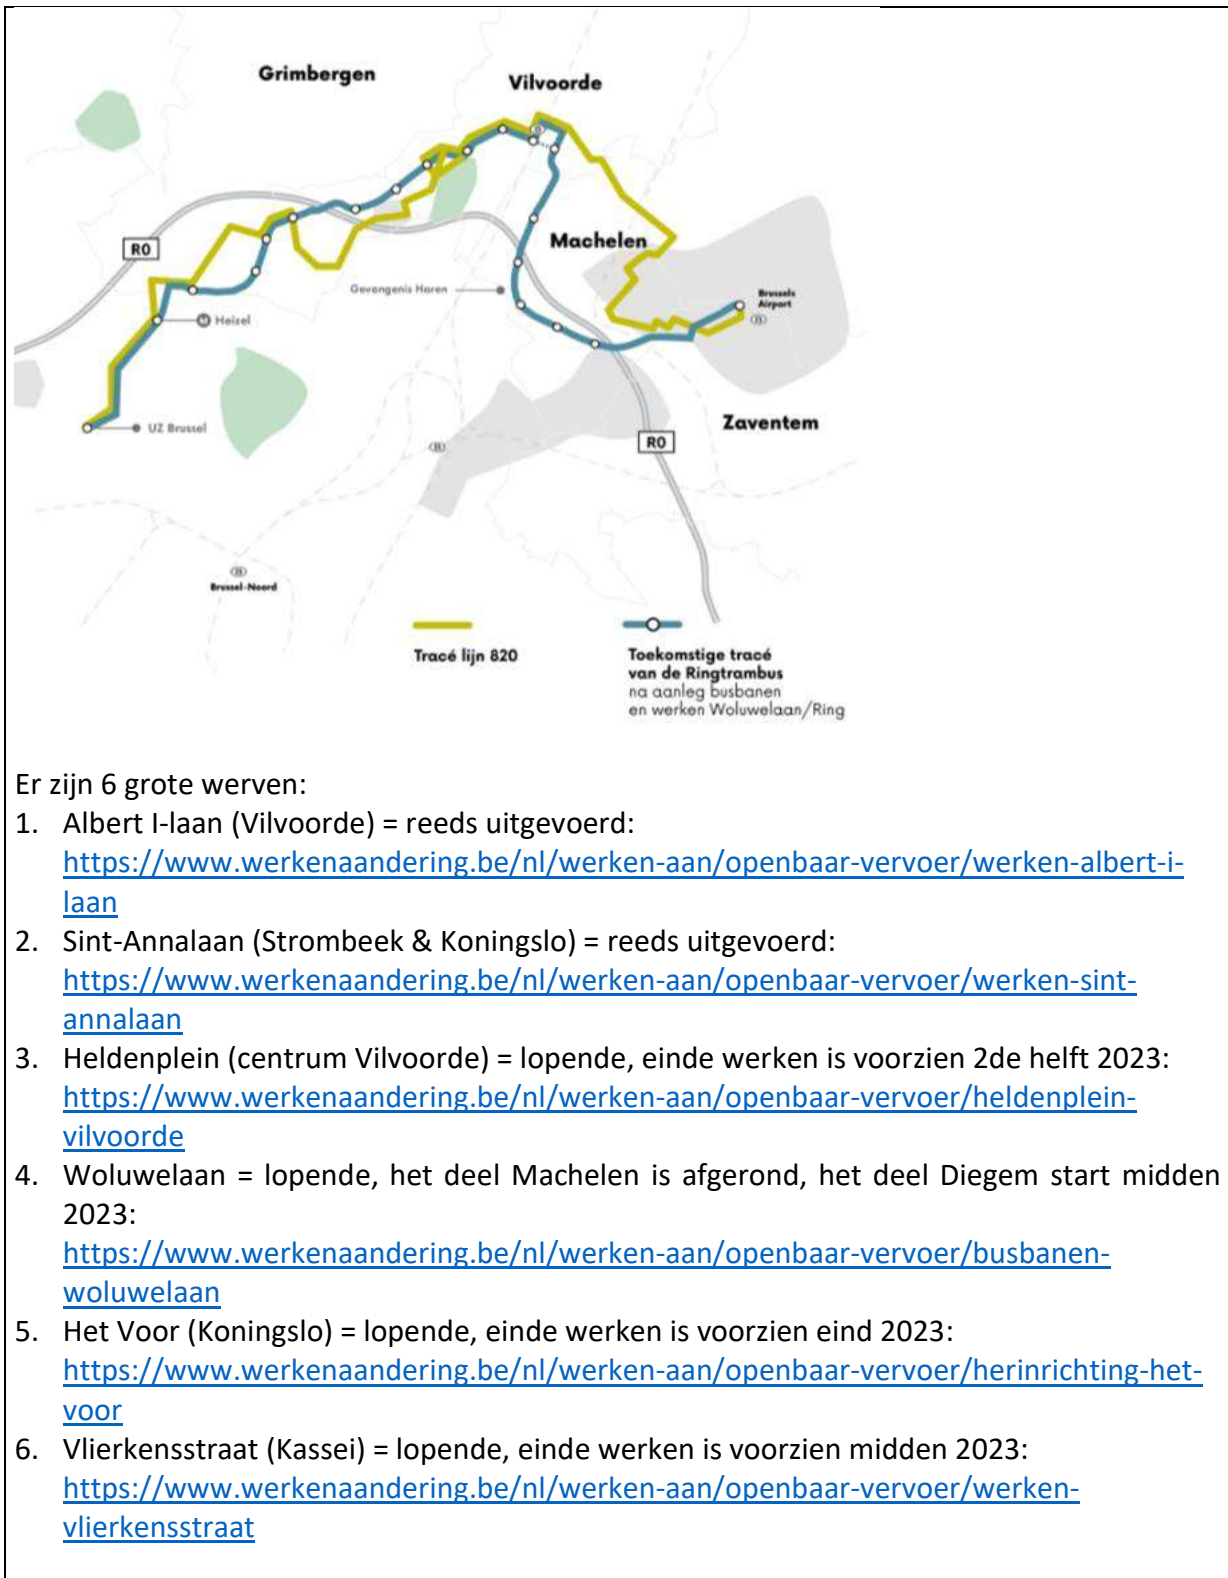 Grimbergen
Vilvoorde
R0
Machelen
Gevangenis Haren
Brussels
Airport
M Heizel
UZ Brussel
Zaventem
R0
Brussel-Noord
Tracé lijn 820
Toekomstige tracé
van de Ringtrambus
na aanleg busbanen
en werken Woluwelaan/Ring
Er zijn 6 grote werven:
1. Albert I-laan (Vilvoorde) = reeds uitgevoerd:
https://www.werkenaandering.be/nl/werken-aan/openbaar-vervoer/werken-albert-i-
laan
2. Sint-Annalaan (Strombeek & Koningslo) = reeds uitgevoerd:
https://www.werkenaandering.be/nl/werken-aan/openbaar-vervoer/werken-sint-
annalaan
3. Heldenplein (centrum Vilvoorde) = lopende, einde werken is voorzien 2de helft 2023:
https://www.werkenaandering.be/nl/werken-aan/openbaar-vervoer/heldenplein-
vilvoorde
4. Woluwelaan = lopende, het deel Machelen is afgerond, het deel Diegem start midden
2023:
https://www.werkenaandering.be/nl/werken-aan/openbaar-vervoer/busbanen-
woluwelaan
5. Het Voor (Koningslo) = lopende, einde werken is voorzien eind 2023:
https://www.werkenaandering.be/nl/werken-aan/openbaar-vervoer/herinrichting-het-
voor
6. Vlierkensstraat (Kassei) = lopende, einde werken is voorzien midden 2023:
https://www.werkenaandering.be/nl/werken-aan/openbaar-vervoer/werken-
vlierkensstraat